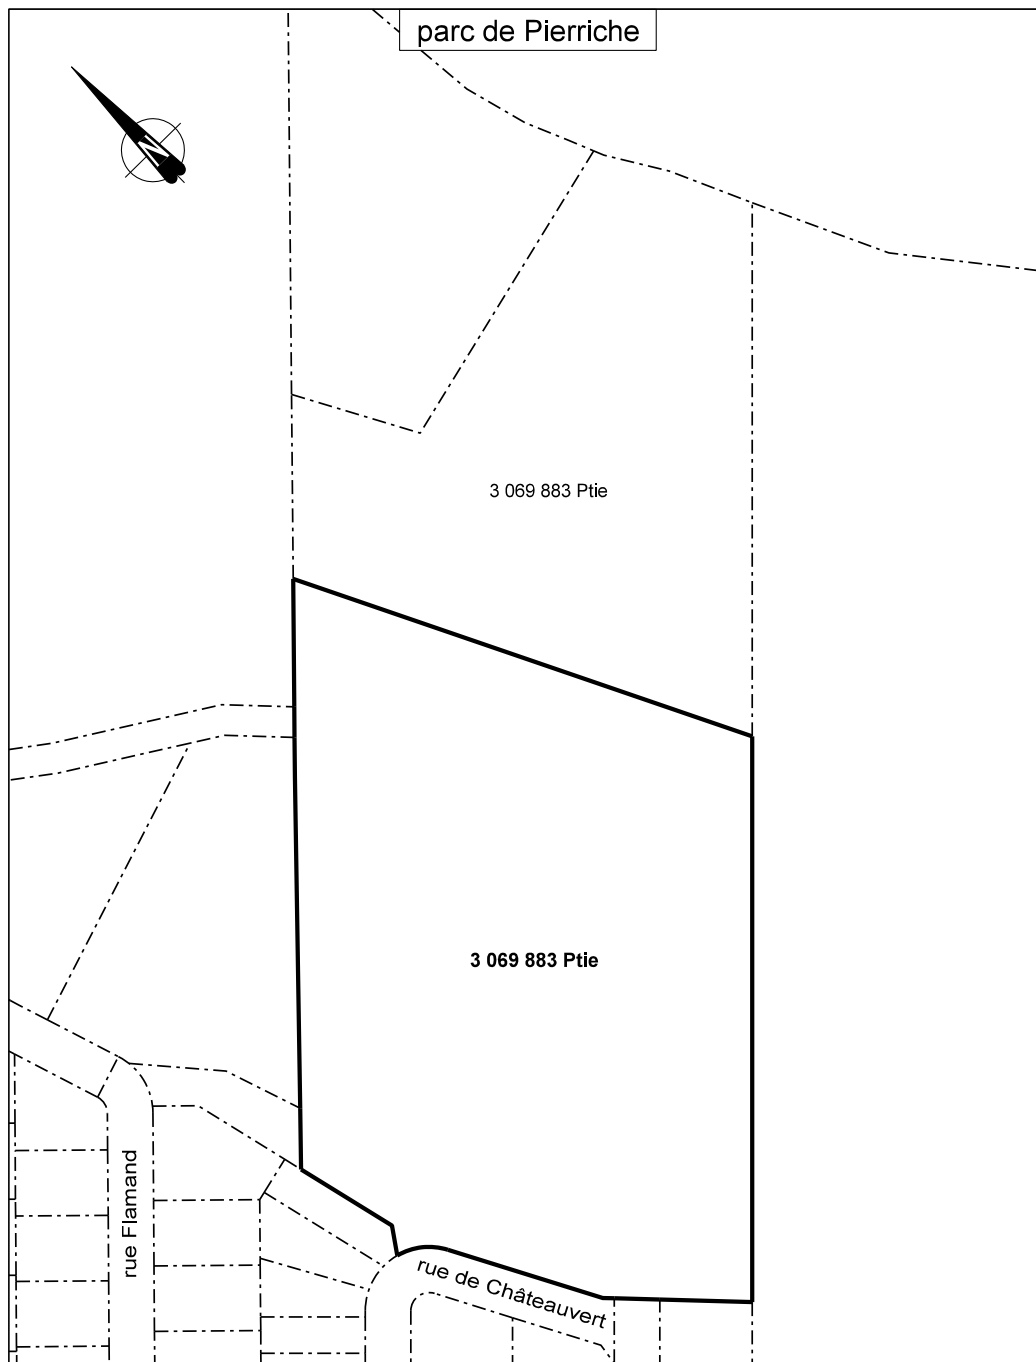 parc de Pierriche
N
3 069 883 Ptie
3 069 883 Ptie
rue Flamand
rue de Châteauvert